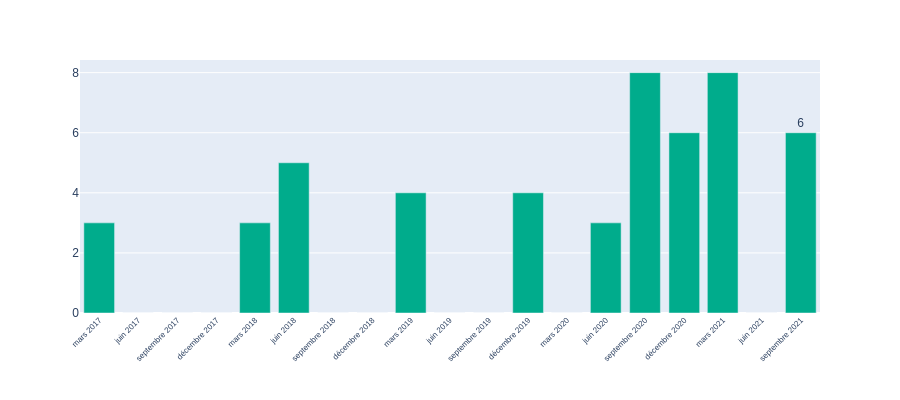 8
6
6
4
2
0
mars 2017
juin 2017
septembre 2017
décembre 2017
mars 2018
juin 2018
septembre 2018
décembre 2018
mars 2019
juin 2019
septembre 2019
décembre 2019
mars 2020
juin 2020
septembre 2020
décembre 2020
mars 2021
juin 2021
septembre 2021